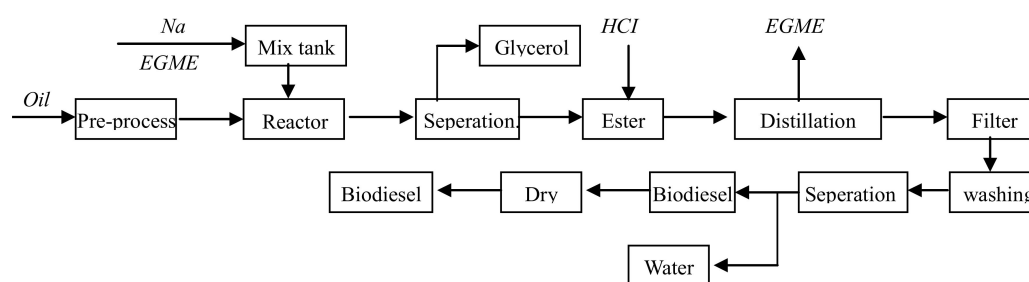 Na
EGME
Mix tank
Glycerol
HCI
EGME
Oil
Pre-process
Reactor
Seperation.
Ester
Distillation
Filter
Biodiesel
Dry
Biodiesel
Seperation
washing
Water